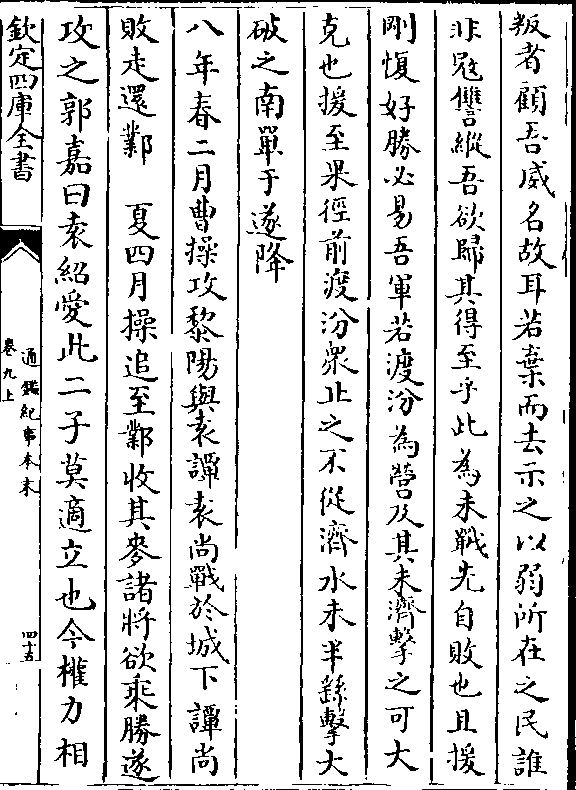 叛者顧吾威名故耳若棄而去示之以弱所在之民誰
非寇讐縱吾欲歸其得至乎此為未戰先自敗也且援
剛愎好勝必易吾軍若渡汾為營及其未濟擊之可大
克也援至果徑前渡汾衆止之不從濟水未半繇擊大
破之南單于遂降
八年春二月曹操攻黎陽與袁譚袁尚戰於城下譚尚
敗走還鄴　夏四月操追至鄴收其麥諸將欲乘勝遂
攻之郭嘉曰袁紹愛此二子莫適立也今權力相
欽定四庫全書
通鑑紀事本末
卷九上
四十五